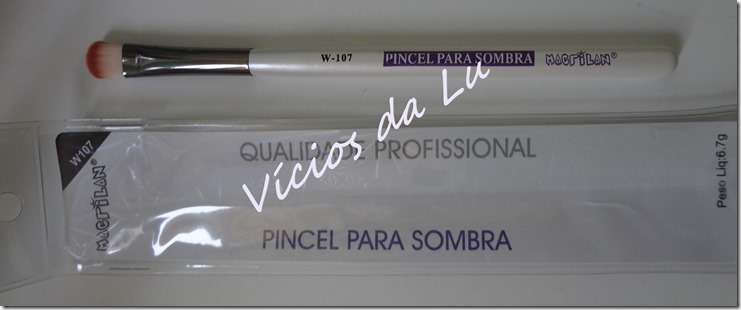 W-107 PINCEL PARA SOMBRA MACRILAN®
Vícios da Lu
W107
MACRILAN®
QUALIDADE PROFISSIONAL
PINCEL PARA SOMBRA
Peso Liq:6.7g